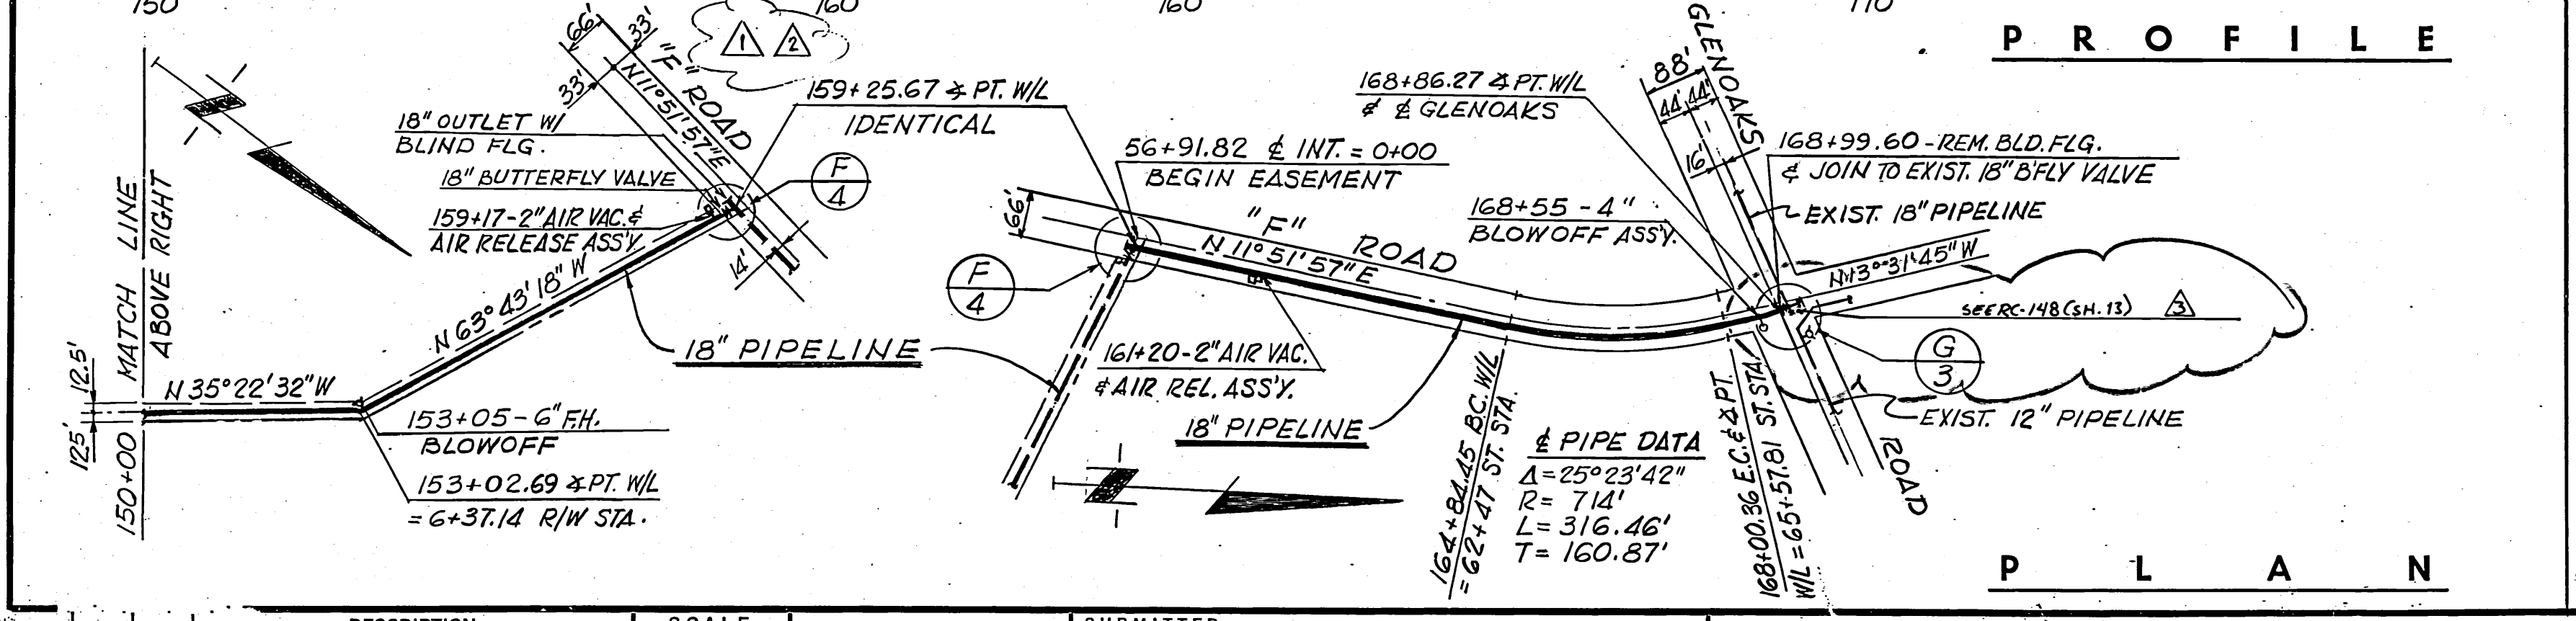 150
160
160
170
PROFILE
66'
33'
33'
"F" ROAD
N11°51'57"E
1
2
18" OUTLET W/
BLIND FLG.
18" BUTTERFLY VALVE
159+17-2" AIR VAC. &
AIR RELEASE ASS'Y.
159+25.67 ∡ PT. W/L
IDENTICAL
F
4
14'
MATCH LINE
ABOVE RIGHT
150+00
12.5'
12.5'
N 35°22'32" W
N 63°43'18" W
153+05-6" F.H.
BLOWOFF
153+02.69 ∡ PT. W/L
= 6+37.14 R/W STA.
18" PIPELINE
F
4
66'
56+91.82 ℄ INT. = 0+00
BEGIN EASEMENT
"F" ROAD
N 11°51'57" E
161+20-2" AIR VAC.
& AIR REL. ASS'Y.
18" PIPELINE
168+86.27 ∡ PT. W/L
& ℄ GLENOAKS
168+55-4"
BLOWOFF ASS'Y.
GLENOAKS
88'
44'
44'
16'
168+99.60-REM. BLD. FLG.
& JOIN TO EXIST. 18" B'FLY VALVE
EXIST. 18" PIPELINE
N13°31'45" W
SEE RC-148 (SH. 13)
3
G
3
EXIST. 12" PIPELINE
ROAD
164+84.45 BC. W/L
= 62+47 ST. STA.
℄ PIPE DATA
Δ=25°23'42"
R= 714'
L= 316.46'
T= 160.87'
168+00.36 E.C. & ∡ PT.
W/L = 65+57.81 ST. STA.
PLAN
DESCRIPTION
SCALE
SUBMITTED